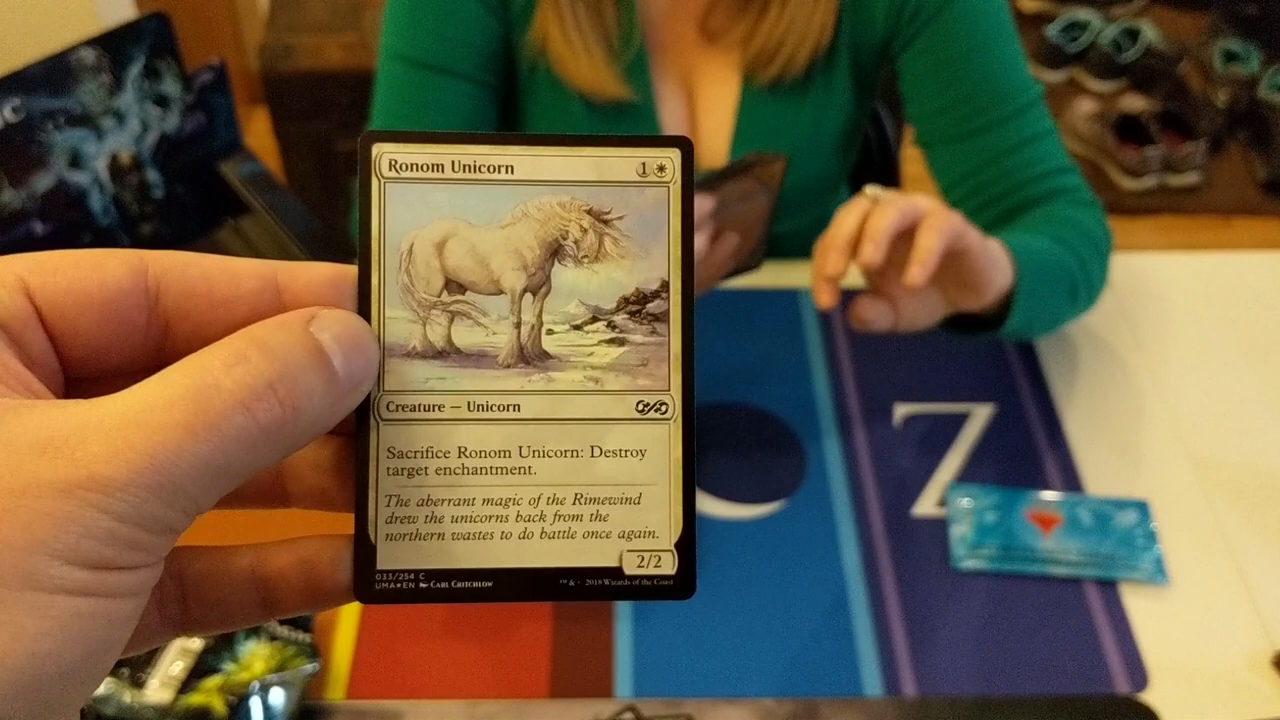 Ronom Unicorn 1
Creature — Unicorn
Sacrifice Ronom Unicorn: Destroy
target enchantment.
The aberrant magic of the Rimewind
drew the unicorns back from the
northern wastes to do battle once again.
2/2
033/254 C
UMA★EN Carl Critchlow
™ & © 2018 Wizards of the Coast
Z